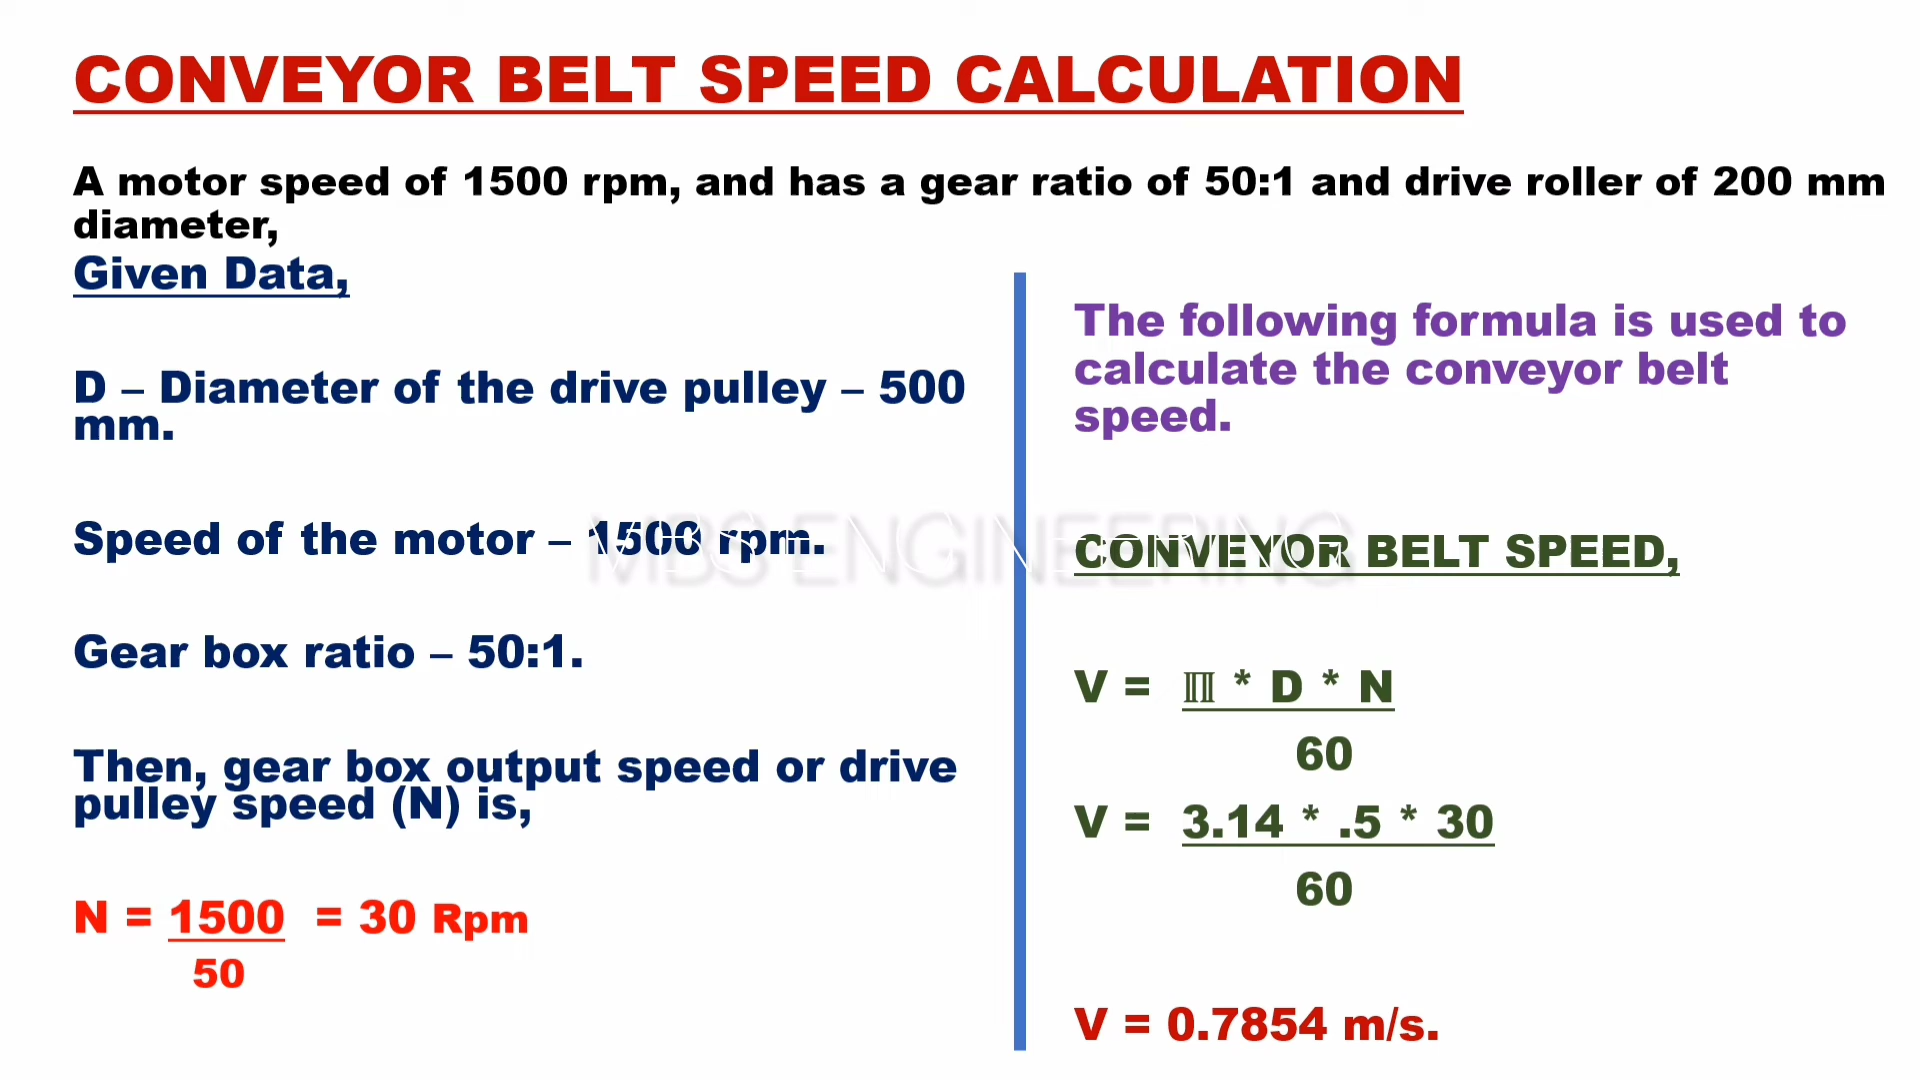 CONVEYOR BELT SPEED CALCULATION
A motor speed of 1500 rpm, and has a gear ratio of 50:1 and drive roller of 200 mm
diameter,
Given Data,
D – Diameter of the drive pulley – 500
mm.
Speed of the motor – 1500 rpm.
Gear box ratio – 50:1.
Then, gear box output speed or drive
pulley speed (N) is,
N = 1500 = 30 Rpm
50
The following formula is used to
calculate the conveyor belt
speed.
CONVEYOR BELT SPEED,
V = ℿ * D * N
60
V = 3.14 * .5 * 30
60
V = 0.7854 m/s.
MBS ENGINEERING